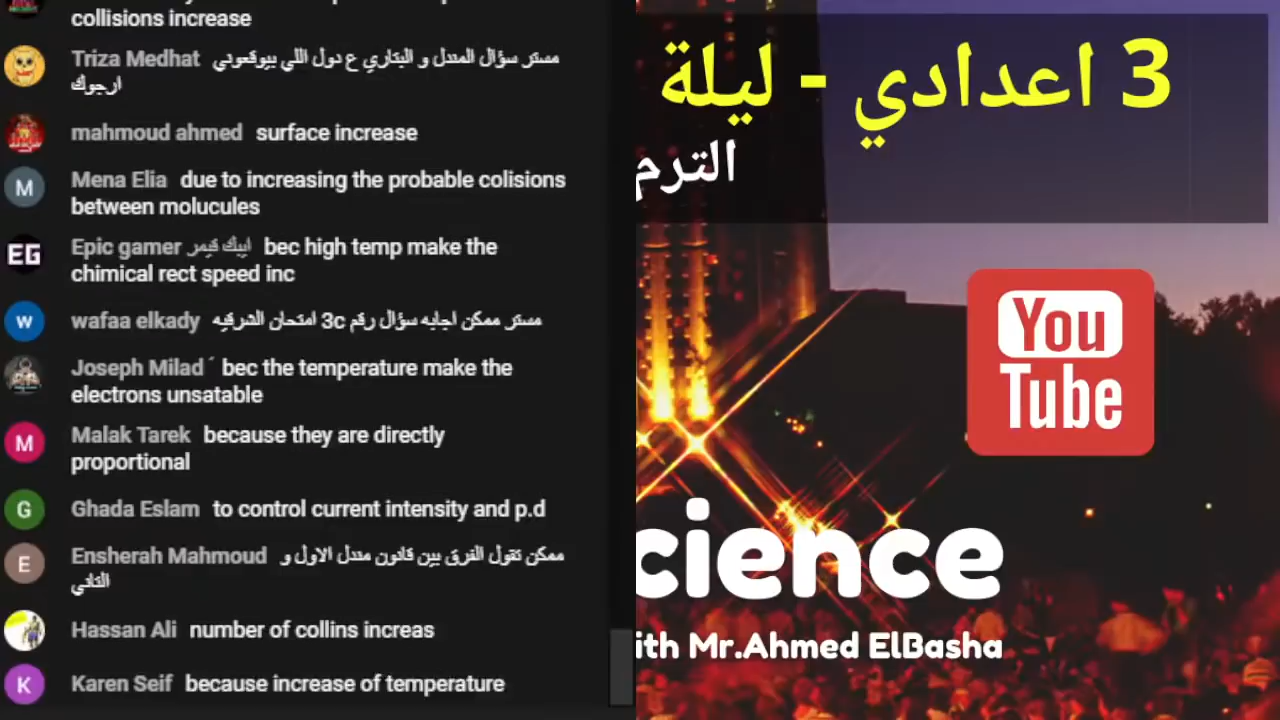 collisions increase
Triza Medhat مستر سؤال المندل و البتاري ع دول اللي بيوقعوني
ارجوك
mahmoud ahmed surface increase
Mena Elia due to increasing the probable colisions
between molucules
EG
Epic gamer ايبك قيمر bec high temp make the
chimical rect speed inc
w
wafaa elkady مستر ممكن اجابه سؤال رقم 3c امتحان الشرقيه
Joseph Milad´ bec the temperature make the
electrons unsatable
M
Malak Tarek because they are directly
proportional
G
Ghada Eslam to control current intensity and p.d
E
Ensherah Mahmoud ممكن تقول الفرق بين قانون مندل الاول و
التاني
Hassan Ali number of collins increas
K
Karen Seif because increase of temperature
3 اعدادي - ليلة
الترم
You
Tube
cience
ith Mr.Ahmed ElBasha